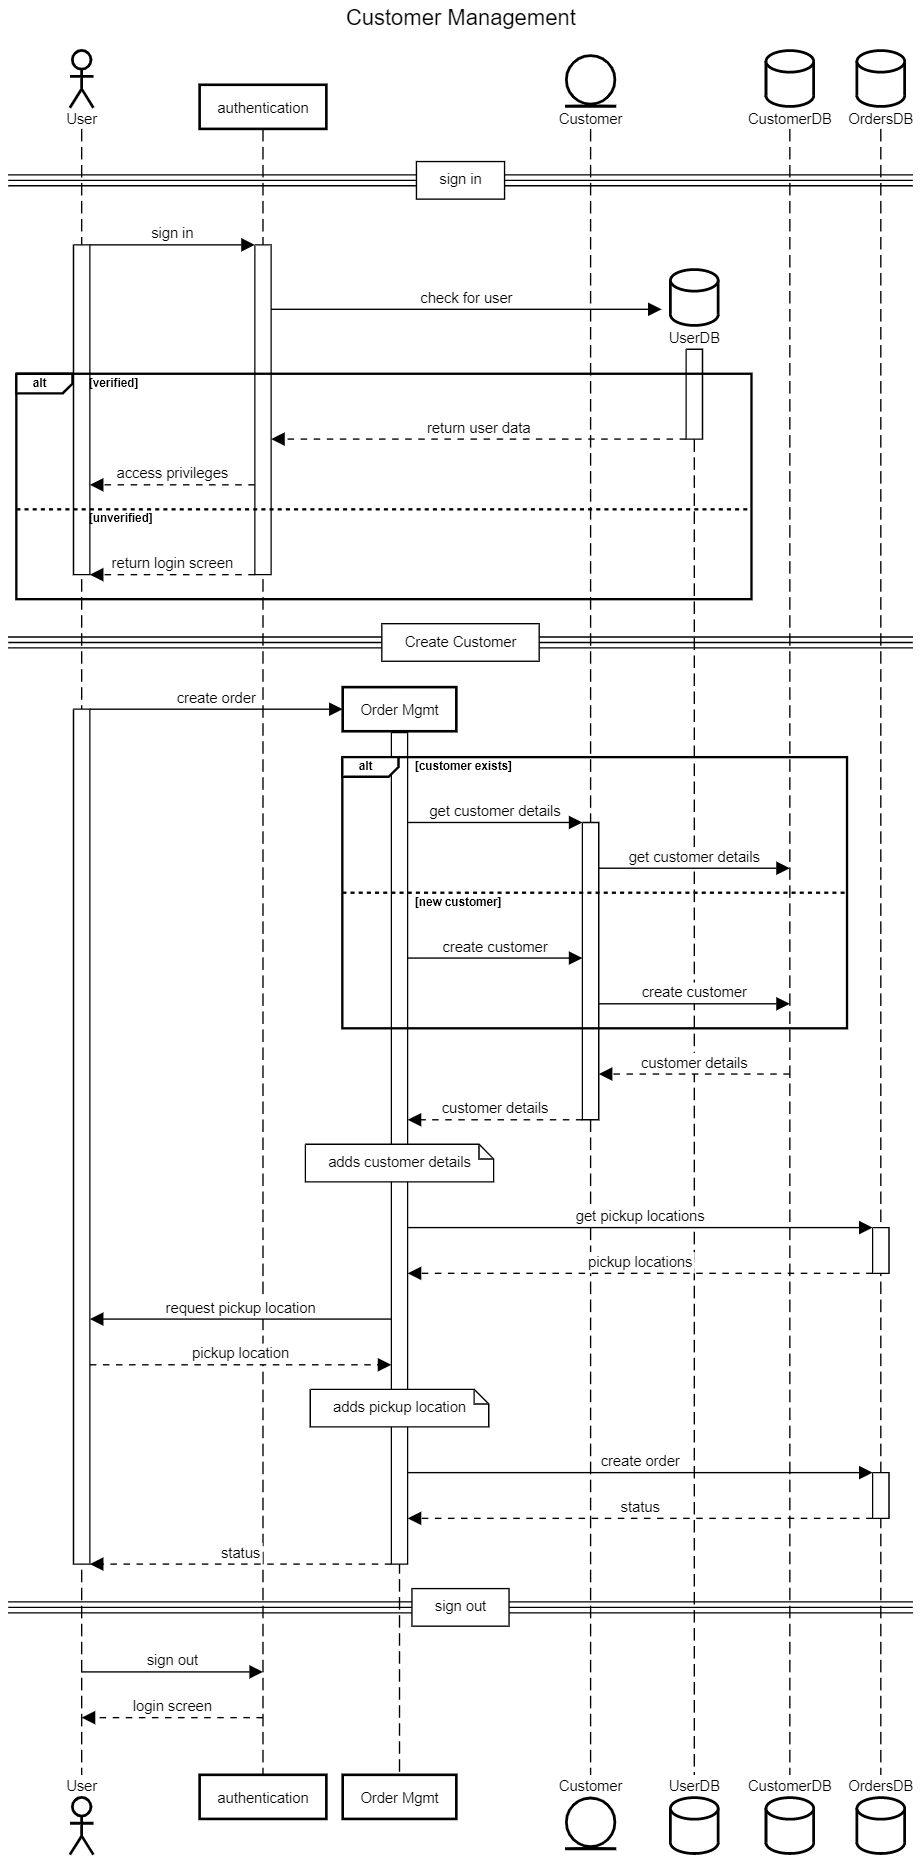 Customer Management
User
authentication
Customer
CustomerDB
OrdersDB
sign in
sign in
check for user
UserDB
alt
[verified]
return user data
access privileges
[unverified]
return login screen
Create Customer
create order
Order Mgmt
alt
[customer exists]
get customer details
get customer details
[new customer]
create customer
create customer
customer details
customer details
adds customer details
get pickup locations
pickup locations
request pickup location
pickup location
adds pickup location
create order
status
status
sign out
sign out
login screen
User
authentication
Order Mgmt
Customer
UserDB
CustomerDB
OrdersDB